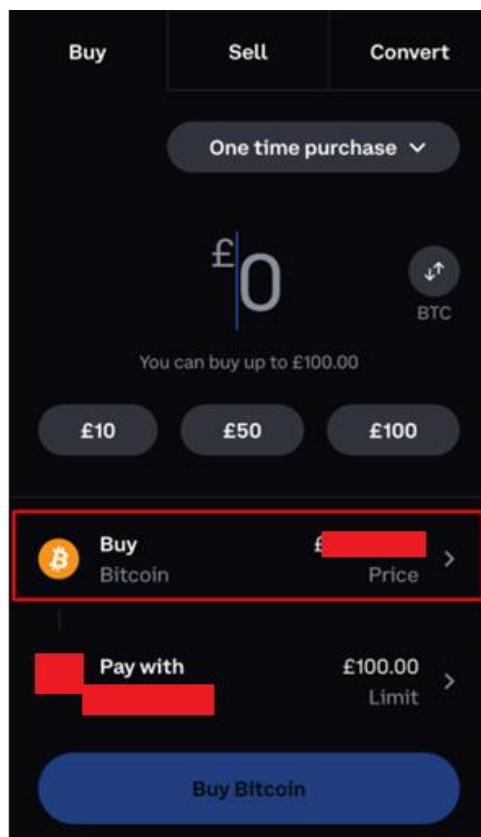 Buy Sell Convert
One time purchase
£0
BTC
You can buy up to £100.00
£10 £50 £100
Buy £
Bitcoin Price
Pay with £100.00
Limit
Buy Bitcoin